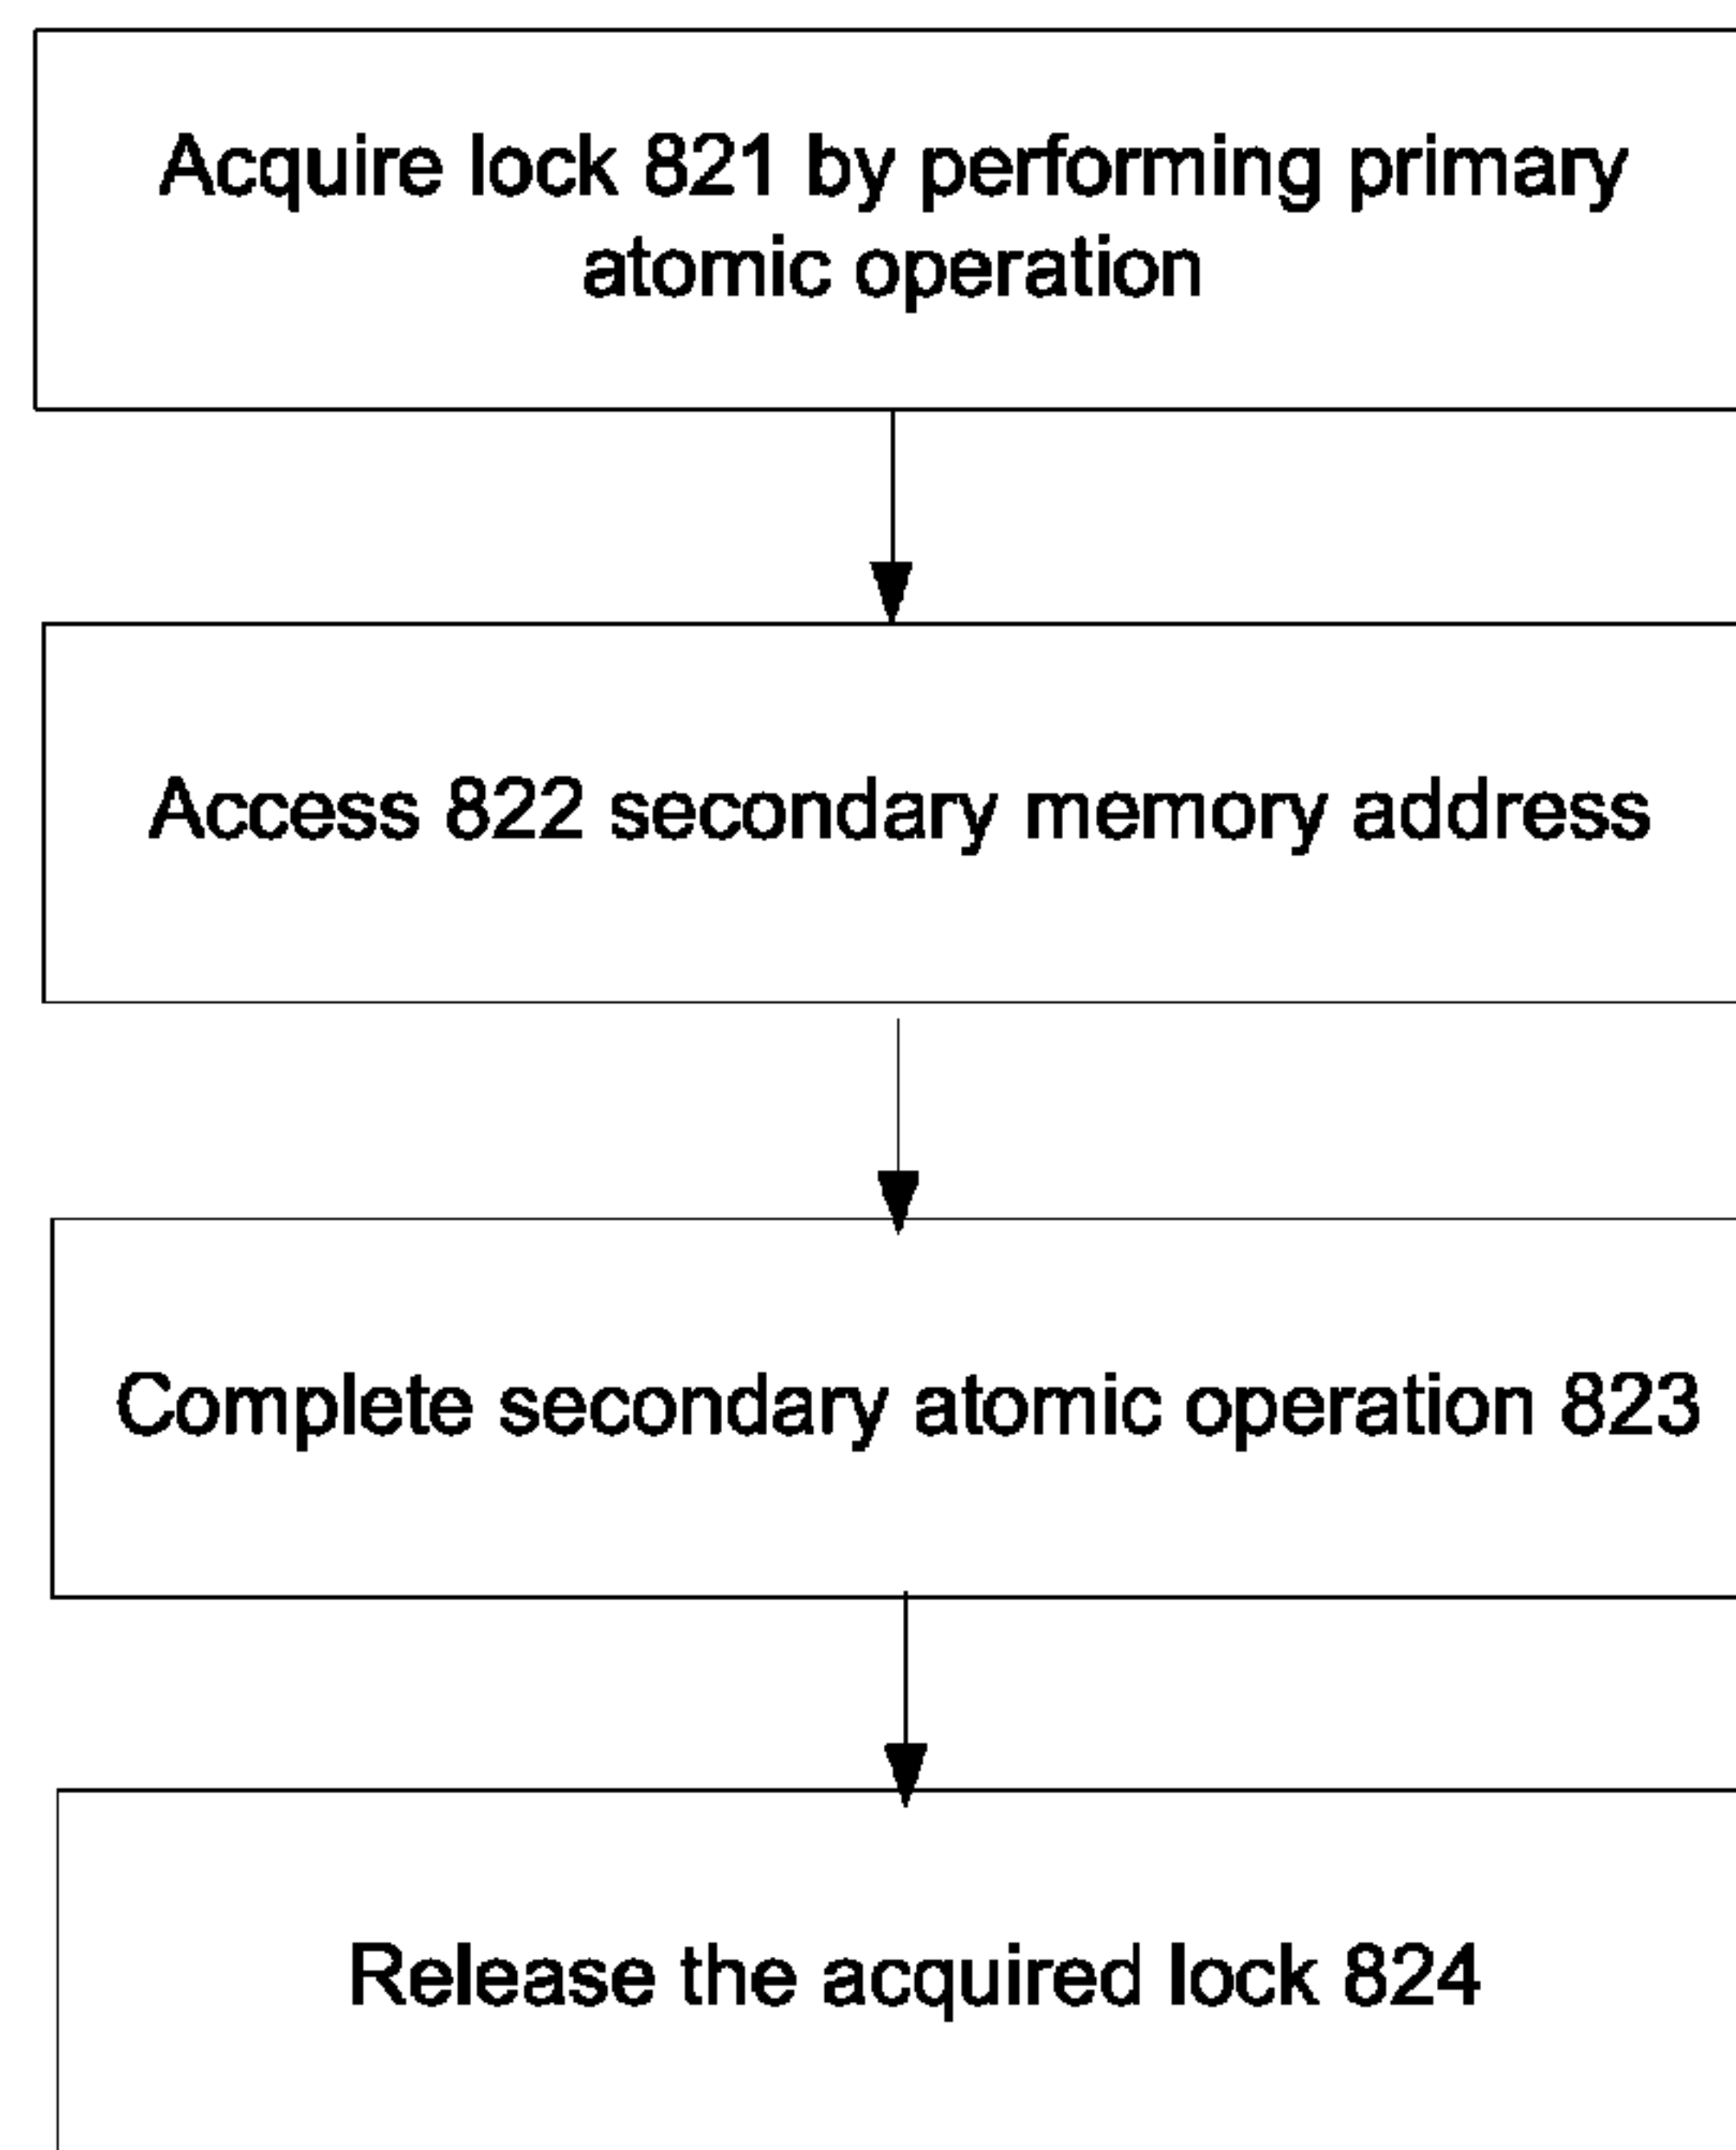 Acquire lock 821 by performing primary
atomic operation
Access 822 secondary memory address
Complete secondary atomic operation 823
Release the acquired lock 824